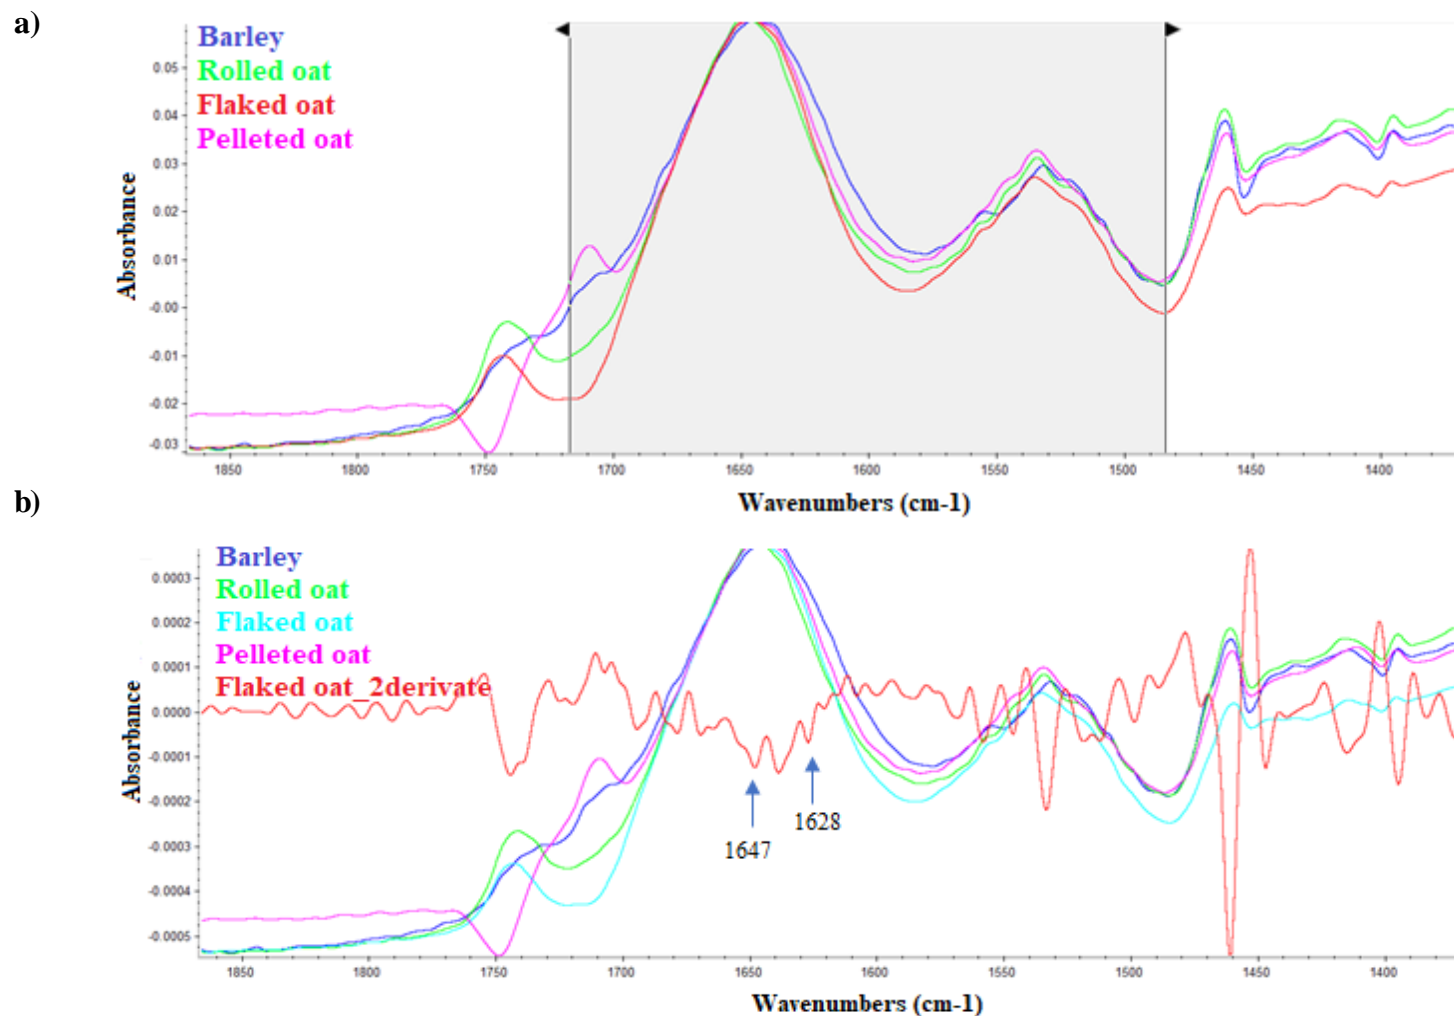 a)
Barley
Rolled oat
Flaked oat
Pelleted oat
0.05
0.04
0.03
0.02
0.01
-0.00
-0.01
-0.02
-0.03
Absorbance
1850 1800 1750 1700 1650 1600 1550 1500 1450 1400
Wavenumbers (cm-1)
b)
Barley
Rolled oat
Flaked oat
Pelleted oat
Flaked oat_2derivate
0.0003
0.0002
0.0001
0.0000
-0.0001
-0.0002
-0.0003
-0.0004
-0.0005
Absorbance
1647
1628
1850 1800 1750 1700 1650 1600 1550 1500 1450 1400
Wavenumbers (cm-1)